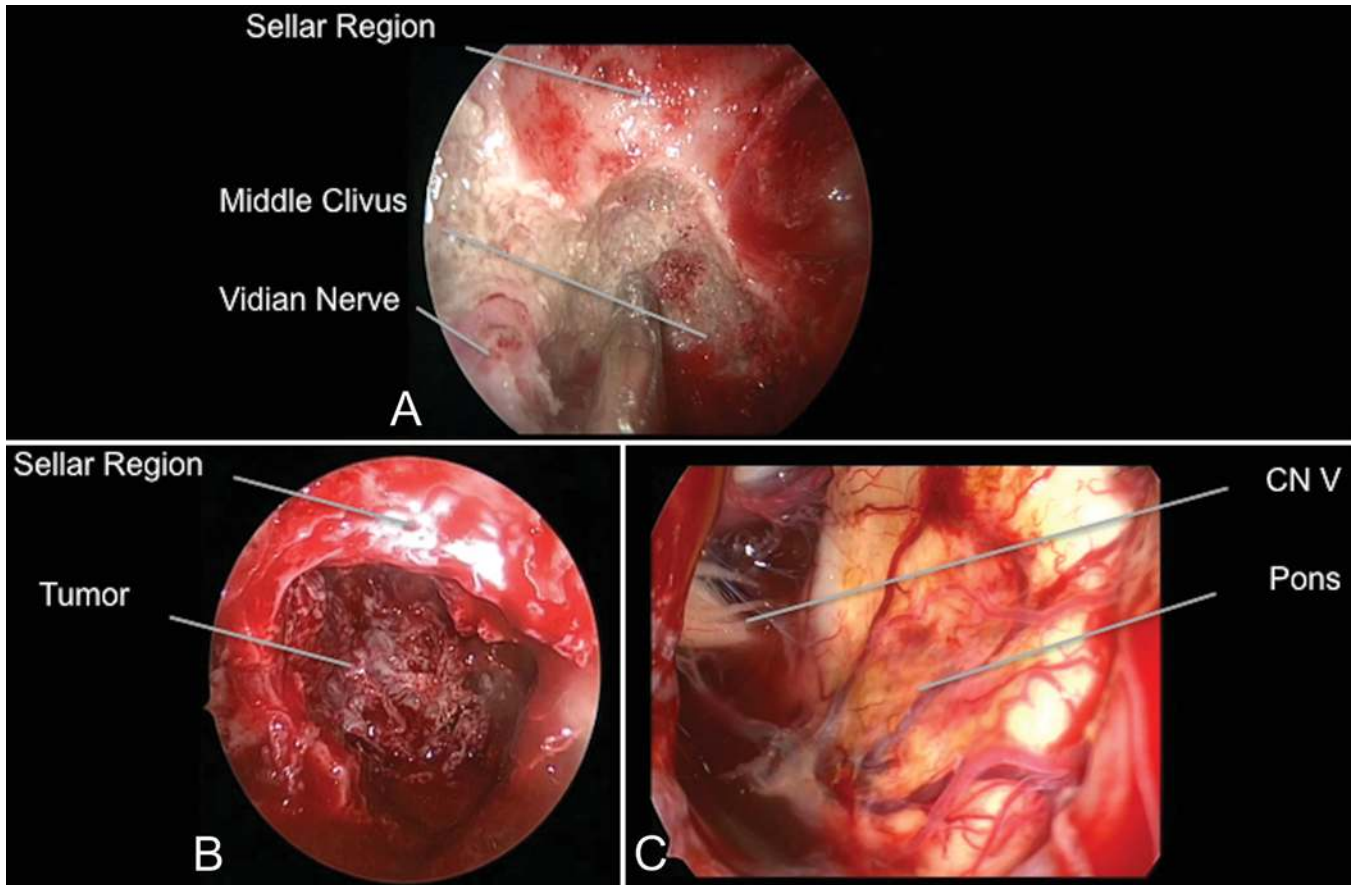 Sellar Region
Middle Clivus
Vidian Nerve
A
Sellar Region
Tumor
B
CN V
Pons
C